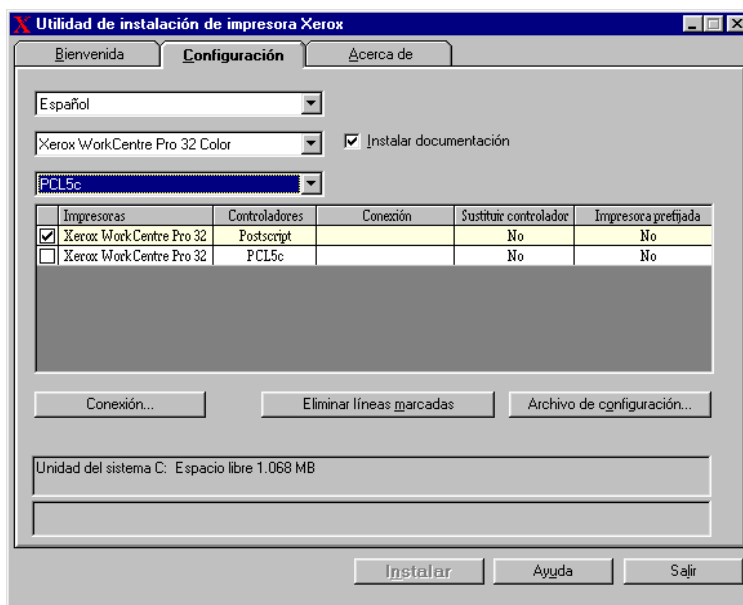 Utilidad de instalación de impresora Xerox
Bienvenida Configuración Acerca de
Español
Xerox WorkCentre Pro 32 Color Instalar documentación
PCL5c
Impresoras Controladores Conexión Sustituir controlador Impresora prefijada
Xerox WorkCentre Pro 32 Postscript No No
Xerox WorkCentre Pro 32 PCL5c No No
Conexión... Eliminar líneas marcadas Archivo de configuración...
Unidad del sistema C: Espacio libre 1.068 MB
Instalar Ayuda Salir